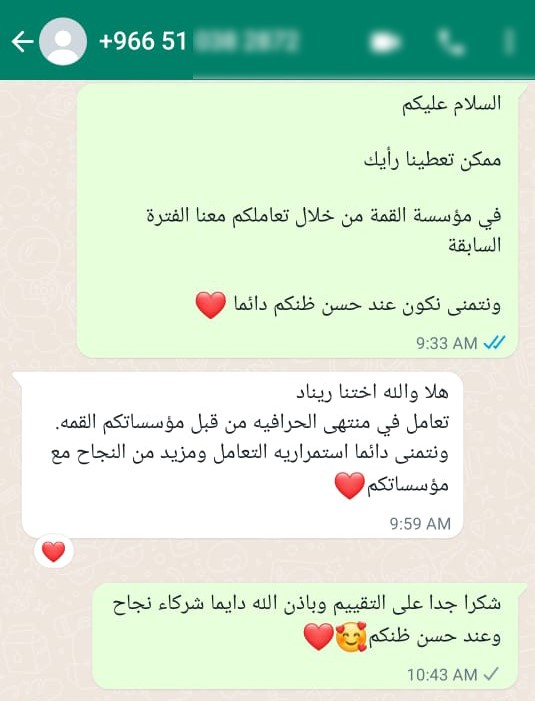 +966 51
السلام عليكم
ممكن تعطينا رأيك
في مؤسسة القمة من خلال تعاملكم معنا الفترة
السابقة
ونتمنى نكون عند حسن ظنكم دائما ❤️
9:33 AM
هلا والله اختنا ريناد
تعامل في منتهى الحرافيه من قبل مؤسساتكم القمه.
ونتمنى دائما استمراريه التعامل ومزيد من النجاح مع
مؤسساتكم❤️
9:59 AM
❤️
شكرا جدا على التقييم وباذن الله دايما شركاء نجاح
وعند حسن ظنكم🥰❤️
10:43 AM